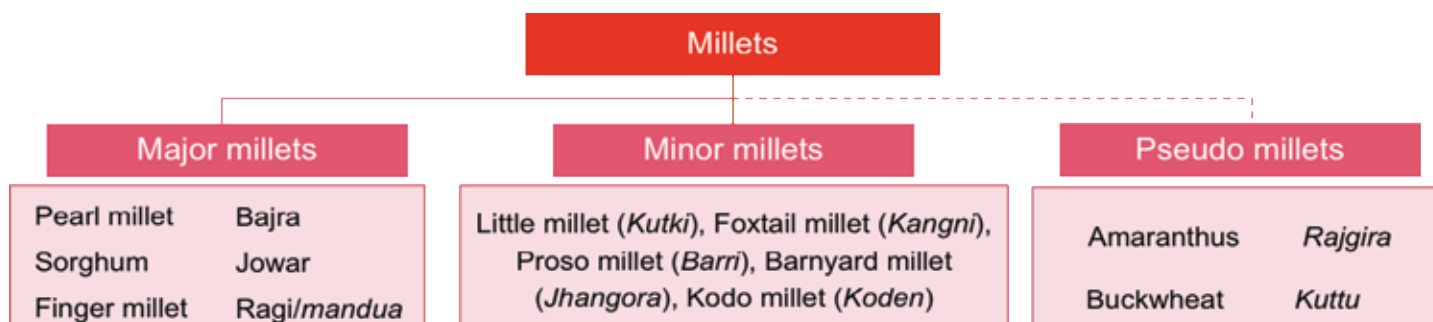 Millets
Major millets
Pearl millet Bajra
Sorghum Jowar
Finger millet Ragi/mandua
Minor millets
Little millet (Kutki), Foxtail millet (Kangni),
Proso millet (Barri), Barnyard millet
(Jhangora), Kodo millet (Koden)
Pseudo millets
Amaranthus Rajgira
Buckwheat Kuttu